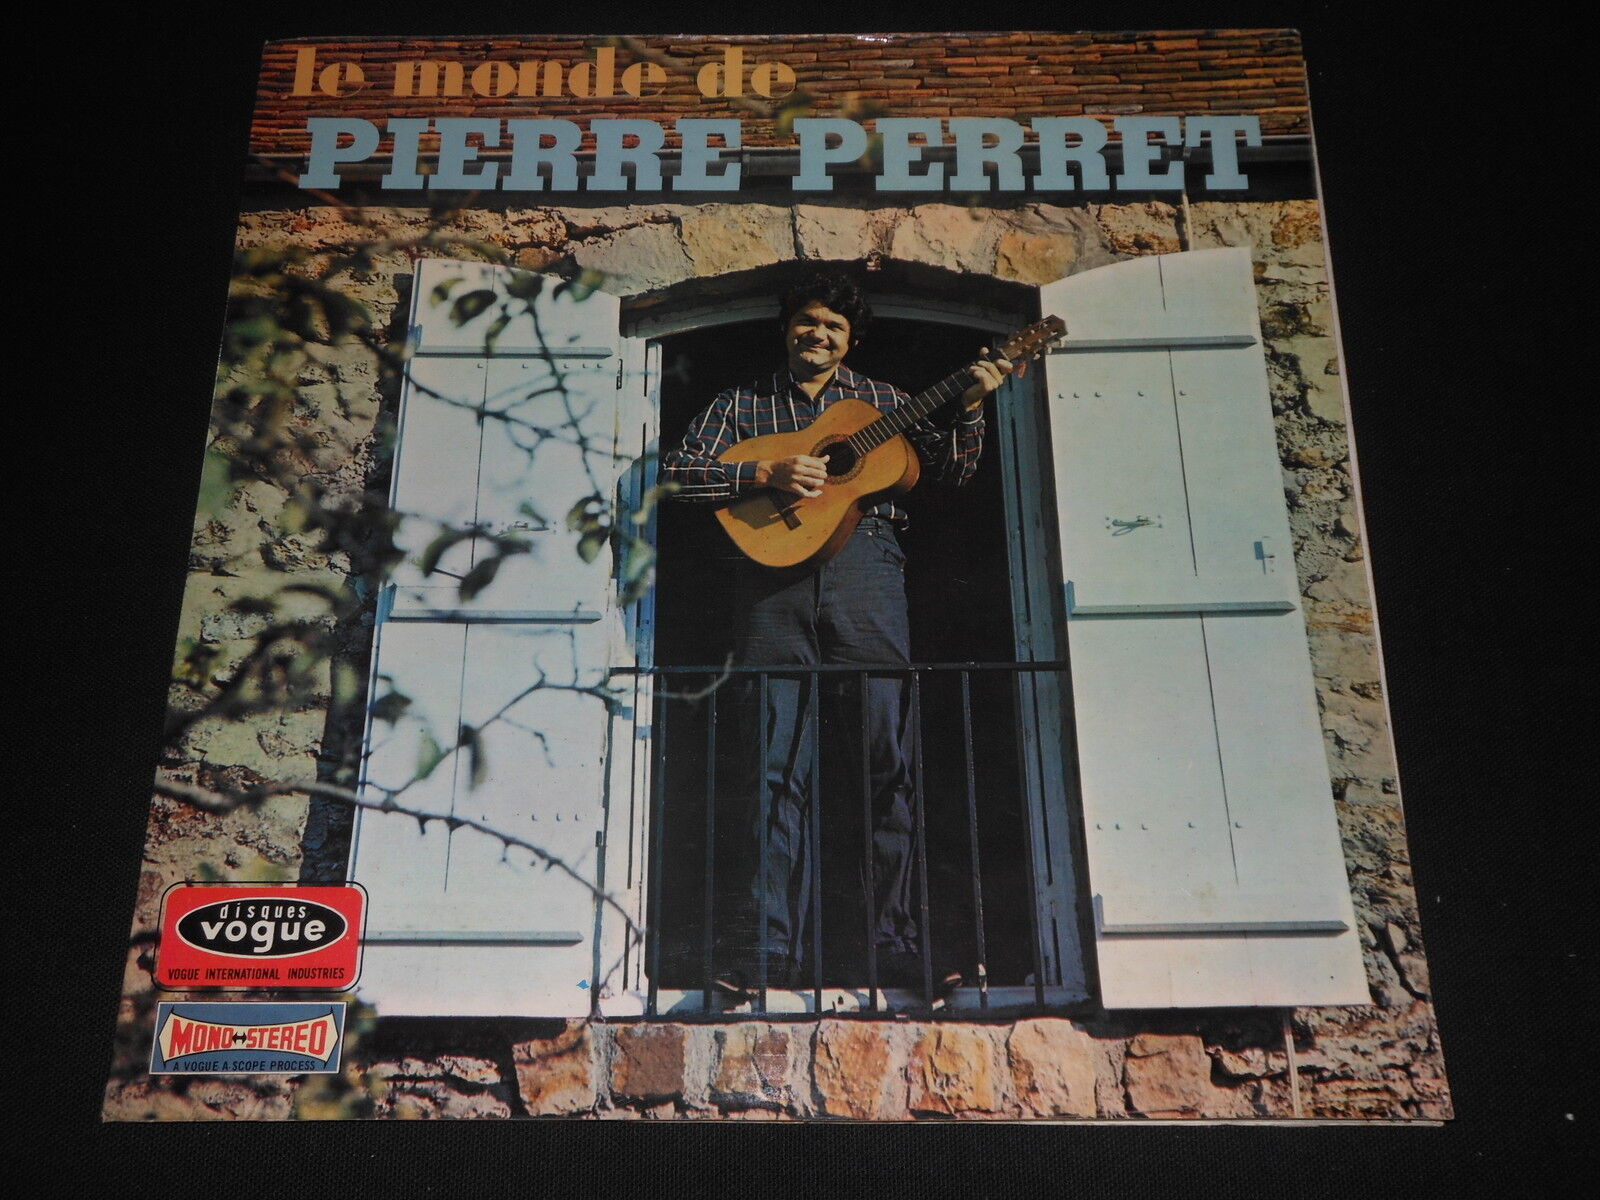 le monde de
PIERRE PERRET
disques
vogue
VOGUE INTERNATIONAL INDUSTRIES
MONO↔STEREO
A VOGUE A.SCOPE PROCESS